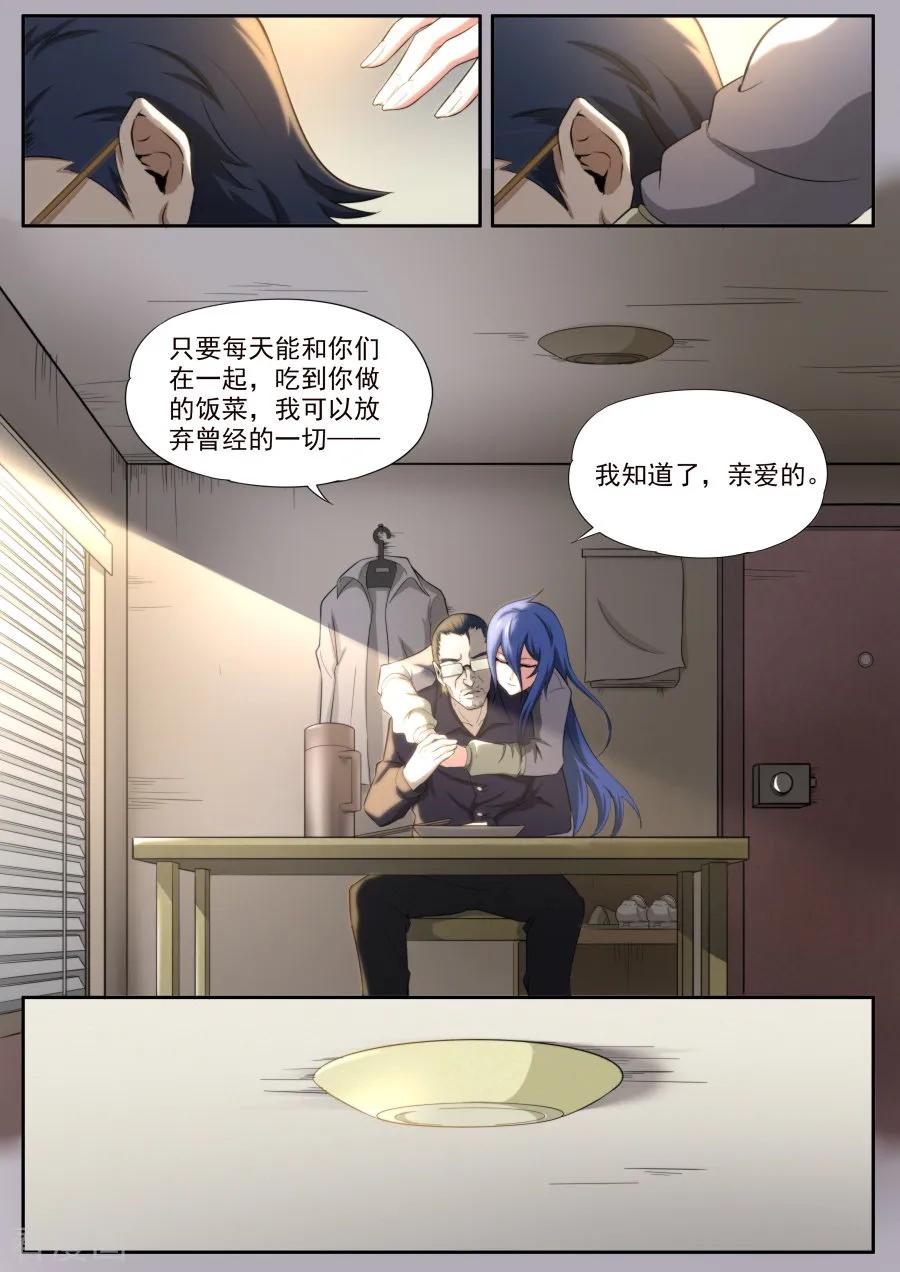 只要每天能和你们
在一起，吃到你做
的饭菜，我可以放
弃曾经的一切——
我知道了，亲爱的。